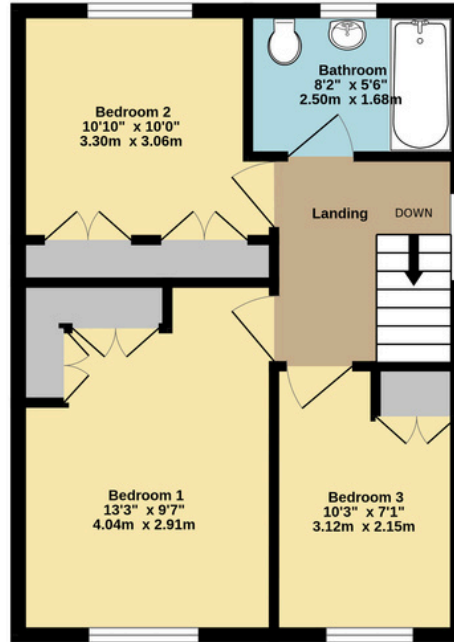 Bathroom
8'2" x 5'6"
2.50m x 1.68m
Bedroom 2
10'10" x 10'0"
3.30m x 3.06m
Landing
DOWN
Bedroom 1
13'3" x 9'7"
4.04m x 2.91m
Bedroom 3
10'3" x 7'1"
3.12m x 2.15m